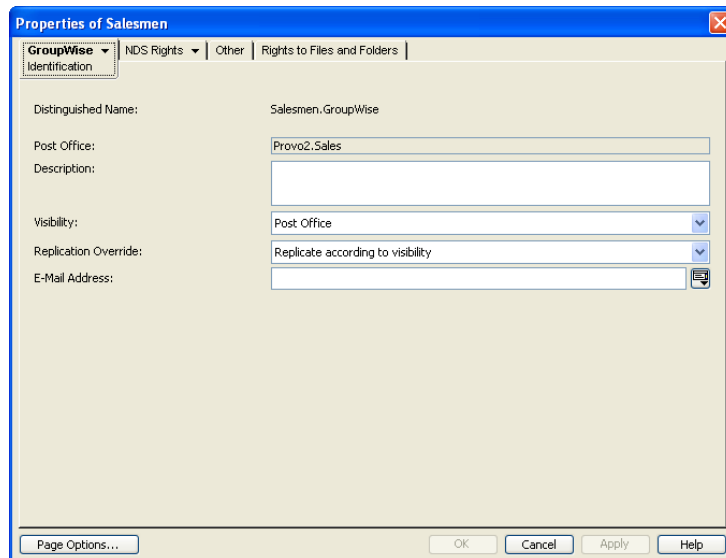 Properties of Salesmen
GroupWise NDS Rights Other Rights to Files and Folders
Identification
Distinguished Name: Salesmen.GroupWise
Post Office: Provo2.Sales
Description:
Visibility: Post Office
Replication Override: Replicate according to visibility
E-Mail Address:
Page Options... OK Cancel Apply Help